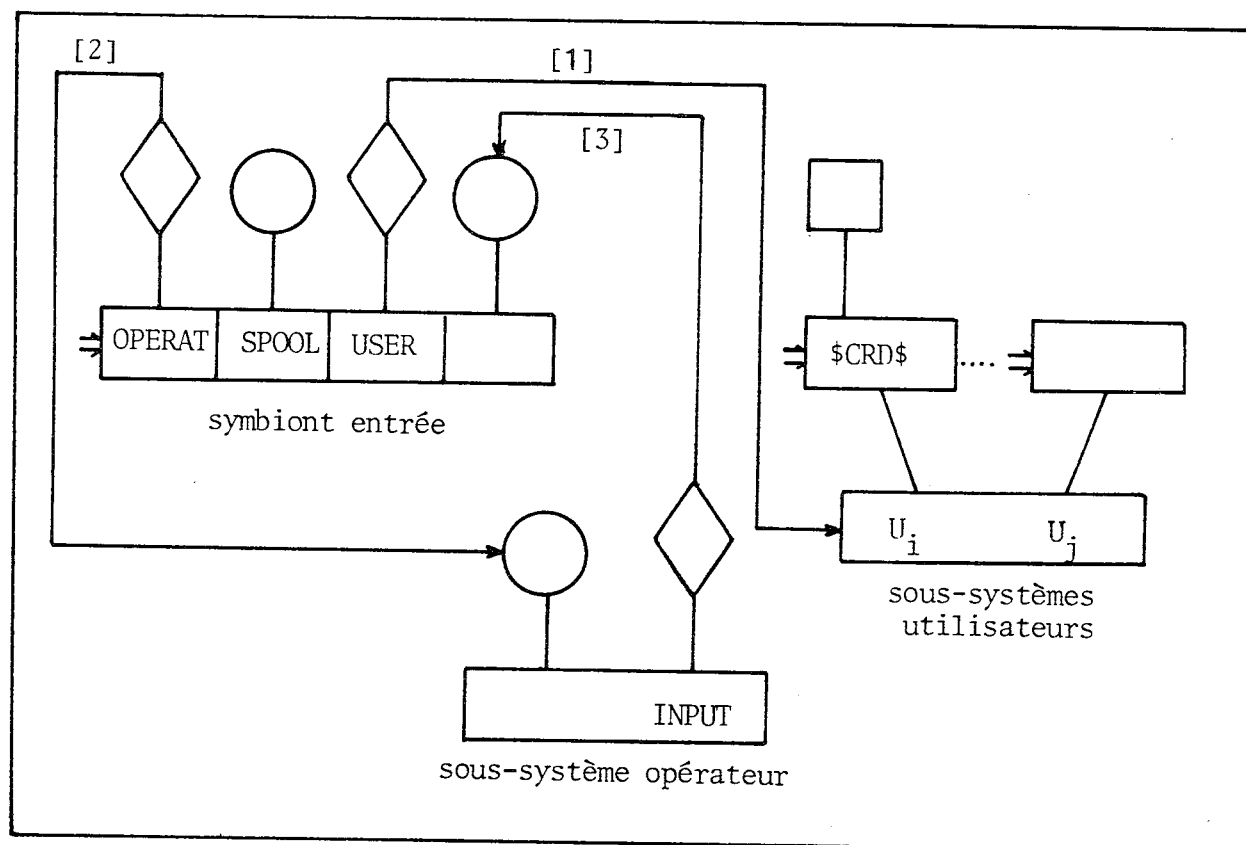 [2]
[1]
[3]
OPERAT SPOOL USER
$CRD$ ....
symbiont entrée
U_i U_j
sous-systèmes
utilisateurs
INPUT
sous-système opérateur